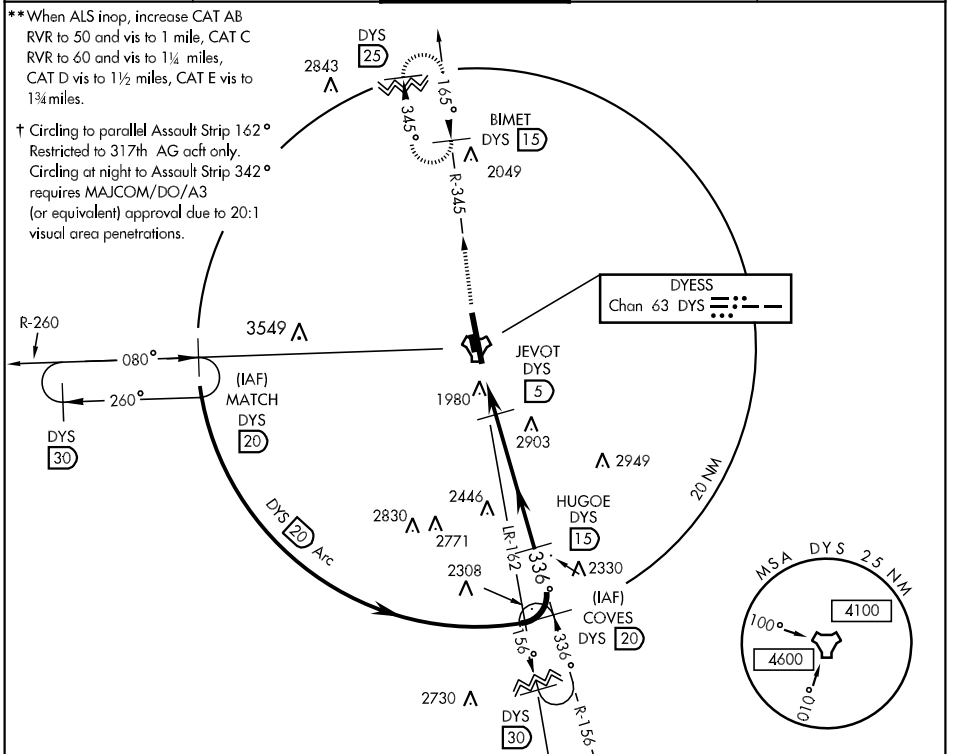 **When ALS inop, increase CAT AB
RVR to 50 and vis to 1 mile, CAT C
RVR to 60 and vis to 1¼ miles,
CAT D vis to 1½ miles, CAT E vis to
1¾ miles.
† Circling to parallel Assault Strip 162°
Restricted to 317th AG acft only.
Circling at night to Assault Strip 342°
requires MAJCOM/DO/A3
(or equivalent) approval due to 20:1
visual area penetrations.
DYS
25
2843
165°
345°
BIMET
DYS 15
2049
R-345
DYESS
Chan 63 DYS
R-260
3549
080°
260°
(IAF)
MATCH
DYS
20
DYS
30
JEVOT
DYS
5
1980
2903
2949
20 NM
2446
2830
2771
HUGOE
DYS
15
LR-162
336°
2330
2308
DYS 20 Arc
(IAF)
COVES
DYS 20
156°
336°
R-156
2730
DYS
30
MSA DYS 25 NM
4100
100°
4600
010°